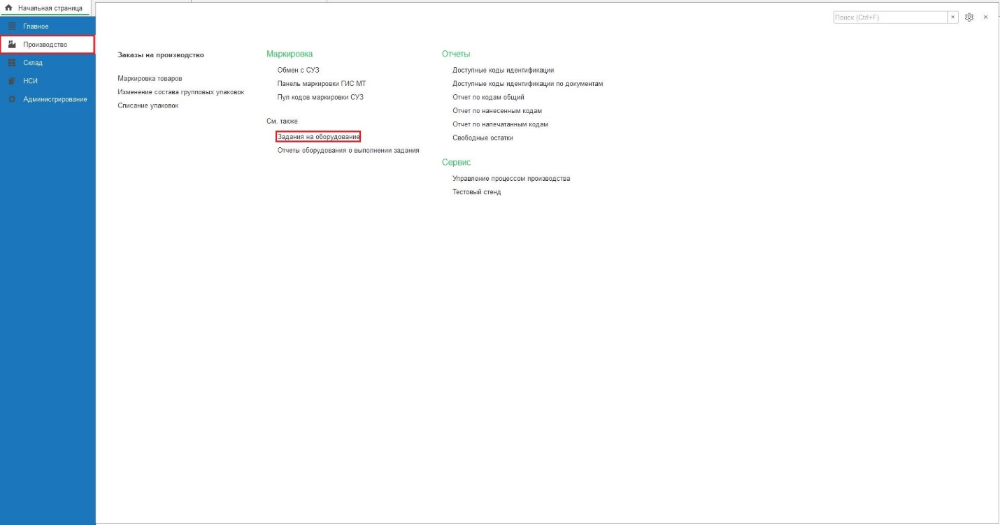 Начальная страница
Поиск (Ctrl+F)
×
×
Главное
Производство
Склад
НСИ
Администрирование
Заказы на производство
Маркировка товаров
Изменение состава групповых упаковок
Списание упаковок
Маркировка
Обмен с СУЗ
Панель маркировки ГИС МТ
Пул кодов маркировки СУЗ
См. также
Задания на оборудование
Отчеты оборудования о выполнении задания
Отчеты
Доступные коды идентификации
Доступные коды идентификации по документам
Отчет по кодам общий
Отчет по нанесенным кодам
Отчет по напечатанным кодам
Свободные остатки
Сервис
Управление процессом производства
Тестовый стенд